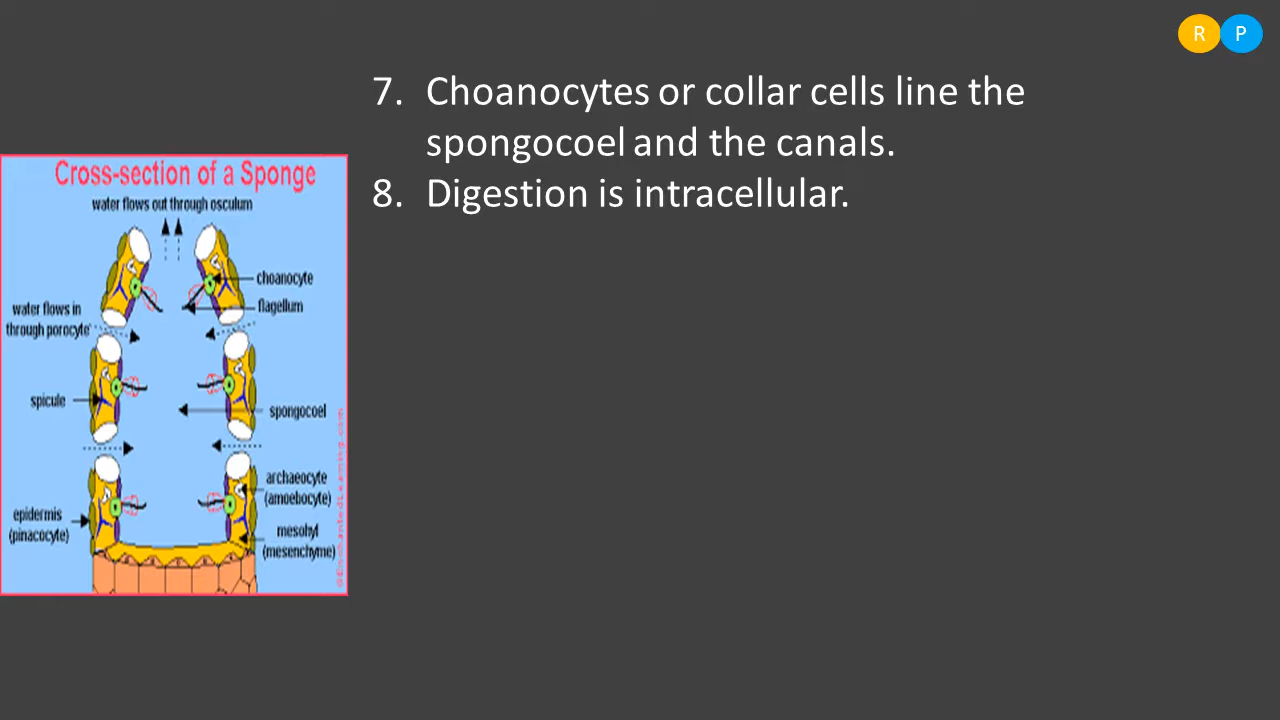 R P
7. Choanocytes or collar cells line the
spongocoel and the canals.
8. Digestion is intracellular.
Cross-section of a Sponge
water flows out through osculum
choanocyte
flagellum
water flows in
through porocyte
spicule
spongocoel
archaeocyte
(amoebocyte)
epidermis
(pinacocyte)
mesohyl
(mesenchyme)